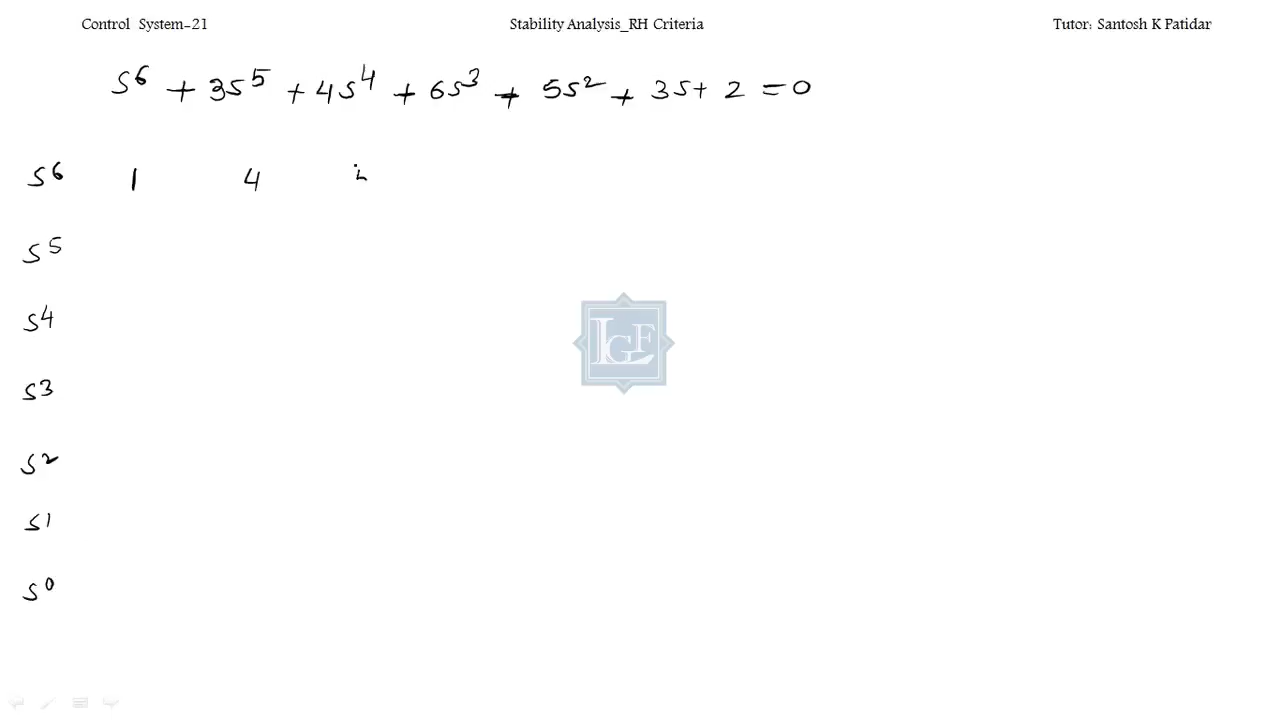 Control System-21 Stability Analysis_RH Criteria Tutor: Santosh K Patidar
S⁶ + 3S⁵ + 4S⁴ + 6S³ + 5S² + 3S + 2 = 0
S⁶ 1 4
S⁵
S⁴
S³
S²
S¹
S⁰
LGF